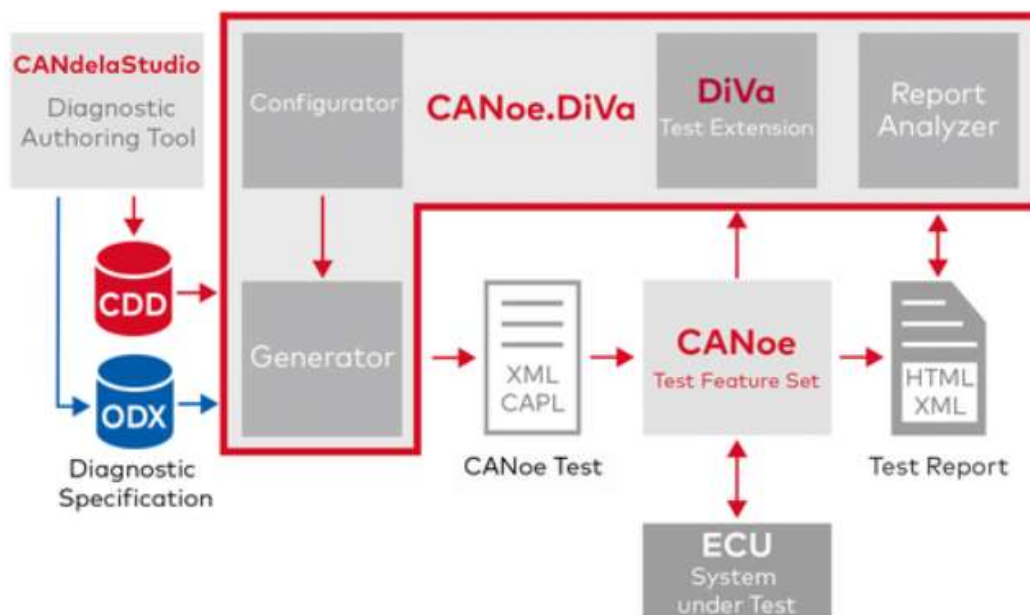 CANdelaStudio
Diagnostic
Authoring Tool
Configurator
CANoe.DiVa
DiVa
Test Extension
Report
Analyzer
CDD
ODX
Diagnostic
Specification
Generator
XML
CAPL
CANoe Test
CANoe
Test Feature Set
HTML
XML
Test Report
ECU
System
under Test